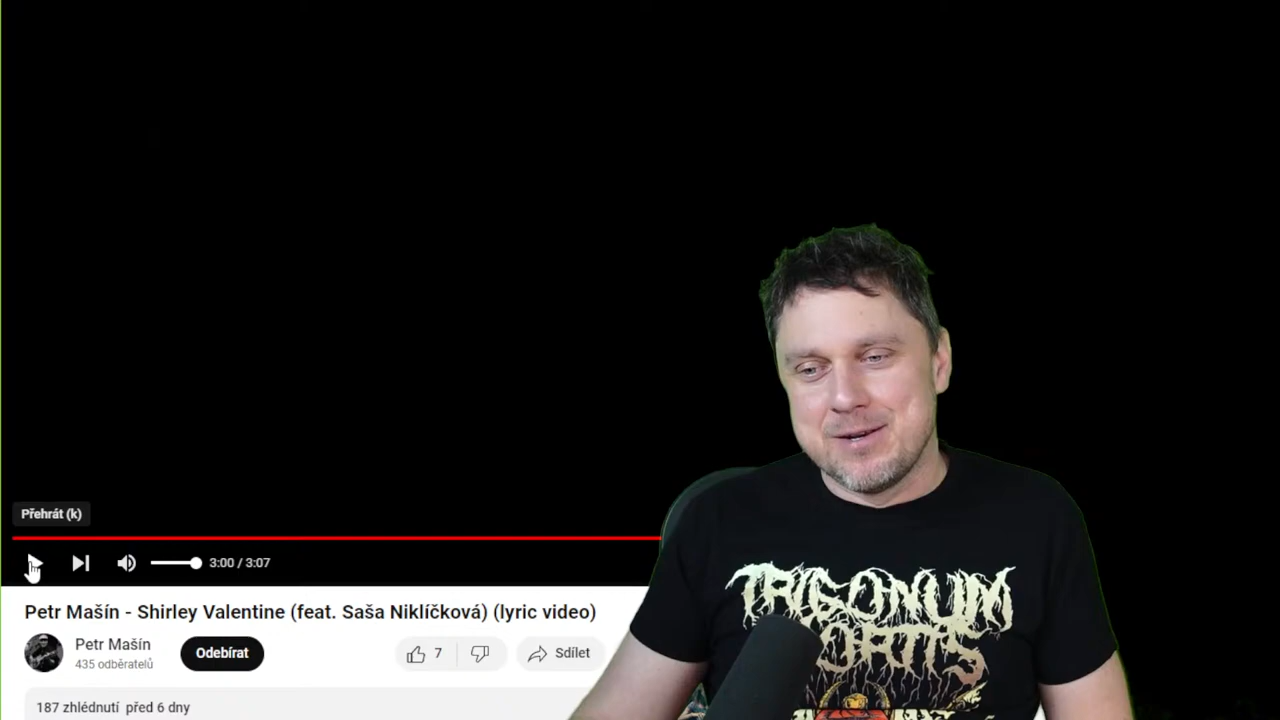 Přehrát (k)
3:00 / 3:07
Petr Mašín - Shirley Valentine (feat. Saša Niklíčková) (lyric video)
Petr Mašín
435 odběratelů
Odebírat
7
Sdílet
187 zhlédnutí před 6 dny
TRIGONUM